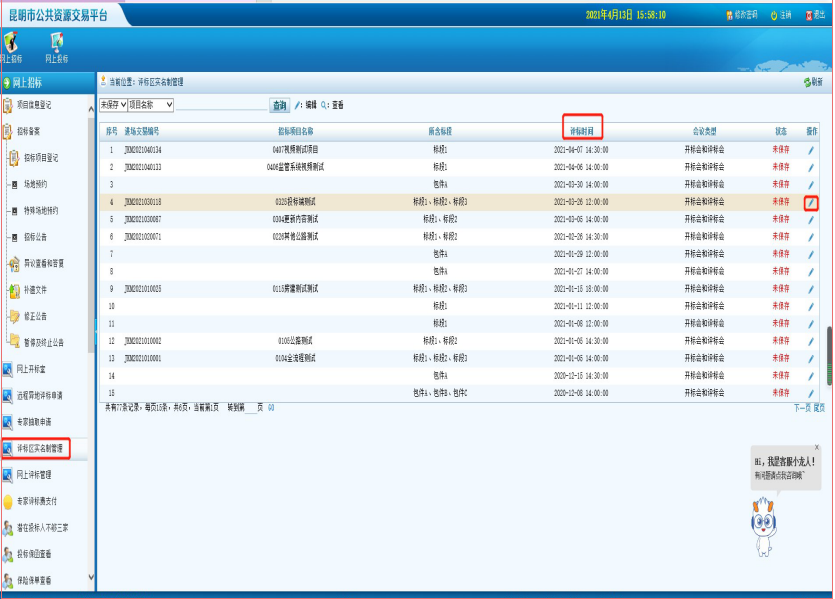 昆明市公共资源交易平台
2021年4月13日 15:58:10
修改密码 注销 退出
网上招标 网上投标
网上招标
当前位置：评标区实名制管理
刷新
项目信息登记
招标备案
招标项目登记
场地预约
特殊场地预约
招标公告
异议查看和答复
补遗文件
修正公告
暂停及终止公告
网上开标室
远程异地评标申请
专家抽取申请
评标区实名制管理
网上评标管理
专家评标费支付
潜在投标人不够三家
投标保函查看
保险保单查看
未保存 项目名称 查询 : 编辑 : 查看
序号 进场交易编号 招标项目名称 所含标段 评标时间 会议类型 状态 操作
1 JXM2021040134 0407视频测试项目 标段1 2021-04-07 14:30:00 开标会和评标会 未保存
2 JXM2021040133 0406监管系统视频测试 标段1 2021-04-06 14:00:00 开标会和评标会 未保存
3 包件A 2021-03-30 14:00:00 开标会和评标会 未保存
4 JXM2021030118 0325投标端测试 标段1、标段2、标段3 2021-03-26 12:00:00 开标会和评标会 未保存
5 JXM2021030087 0304更新内容测试 标段1、标段2 2021-03-05 14:00:00 开标会和评标会 未保存
6 JXM2021020071 0226其他公路测试 标段1、标段2 2021-02-26 14:30:00 开标会和评标会 未保存
7 包件A 2021-01-29 12:00:00 开标会和评标会 未保存
8 包件A 2021-01-27 14:00:00 开标会和评标会 未保存
9 JXM2021010025 0115房建测试测试 标段1、标段2、标段3 2021-01-15 18:00:00 开标会和评标会 未保存
10 标段1 2021-01-11 12:00:00 开标会和评标会 未保存
11 标段1 2021-01-08 12:00:00 开标会和评标会 未保存
12 JXM2021010002 0105公路测试 标段1、标段2 2021-01-05 14:30:00 开标会和评标会 未保存
13 JXM2021010001 0104全流程测试 标段1、标段2、标段3 2021-01-05 14:00:00 开标会和评标会 未保存
14 包件A 2020-12-15 14:30:00 开标会和评标会 未保存
15 包件A、包件B、包件C 2020-12-08 14:00:00 开标会和评标会 未保存
共有77条记录，每页15条，共6页，当前第1页 转到第 页 GO
下一页 尾页
Hi，我是客服小龙人！
有问题请点我咨询哦~